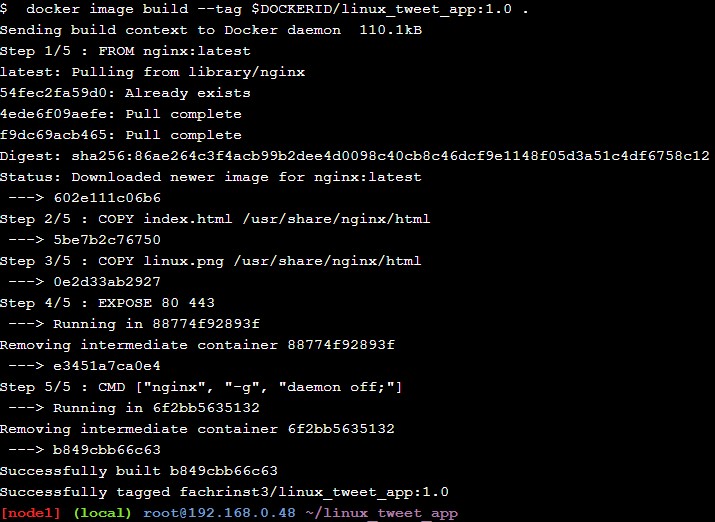 $  docker image build --tag $DOCKERID/linux_tweet_app:1.0 .
Sending build context to Docker daemon  110.1kB
Step 1/5 : FROM nginx:latest
latest: Pulling from library/nginx
54fec2fa59d0: Already exists
4ede6f09aefe: Pull complete
f9dc69acb465: Pull complete
Digest: sha256:86ae264c3f4acb99b2dee4d0098c40cb8c46dcf9e1148f05d3a51c4df6758c12
Status: Downloaded newer image for nginx:latest
 ---> 602e111c06b6
Step 2/5 : COPY index.html /usr/share/nginx/html
 ---> 5be7b2c76750
Step 3/5 : COPY linux.png /usr/share/nginx/html
 ---> 0e2d33ab2927
Step 4/5 : EXPOSE 80 443
 ---> Running in 88774f92893f
Removing intermediate container 88774f92893f
 ---> e3451a7ca0e4
Step 5/5 : CMD ["nginx", "-g", "daemon off;"]
 ---> Running in 6f2bb5635132
Removing intermediate container 6f2bb5635132
 ---> b849cbb66c63
Successfully built b849cbb66c63
Successfully tagged fachrinst3/linux_tweet_app:1.0
[node1] (local) root@192.168.0.48 ~/linux_tweet_app